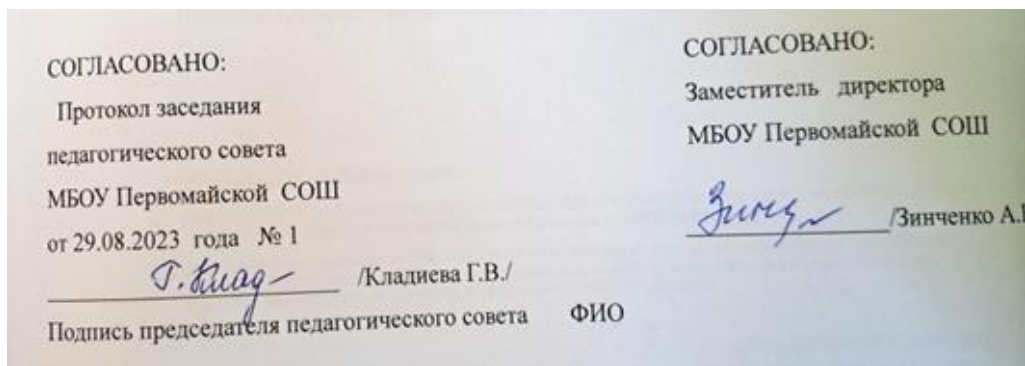 СОГЛАСОВАНО:
Протокол заседания
педагогического совета
МБОУ Первомайской СОШ
от 29.08.2023 года № 1
Г. Клад /Кладиева Г.В./
Подпись председателя педагогического совета ФИО
СОГЛАСОВАНО:
Заместитель директора
МБОУ Первомайской СОШ
/Зинченко А.